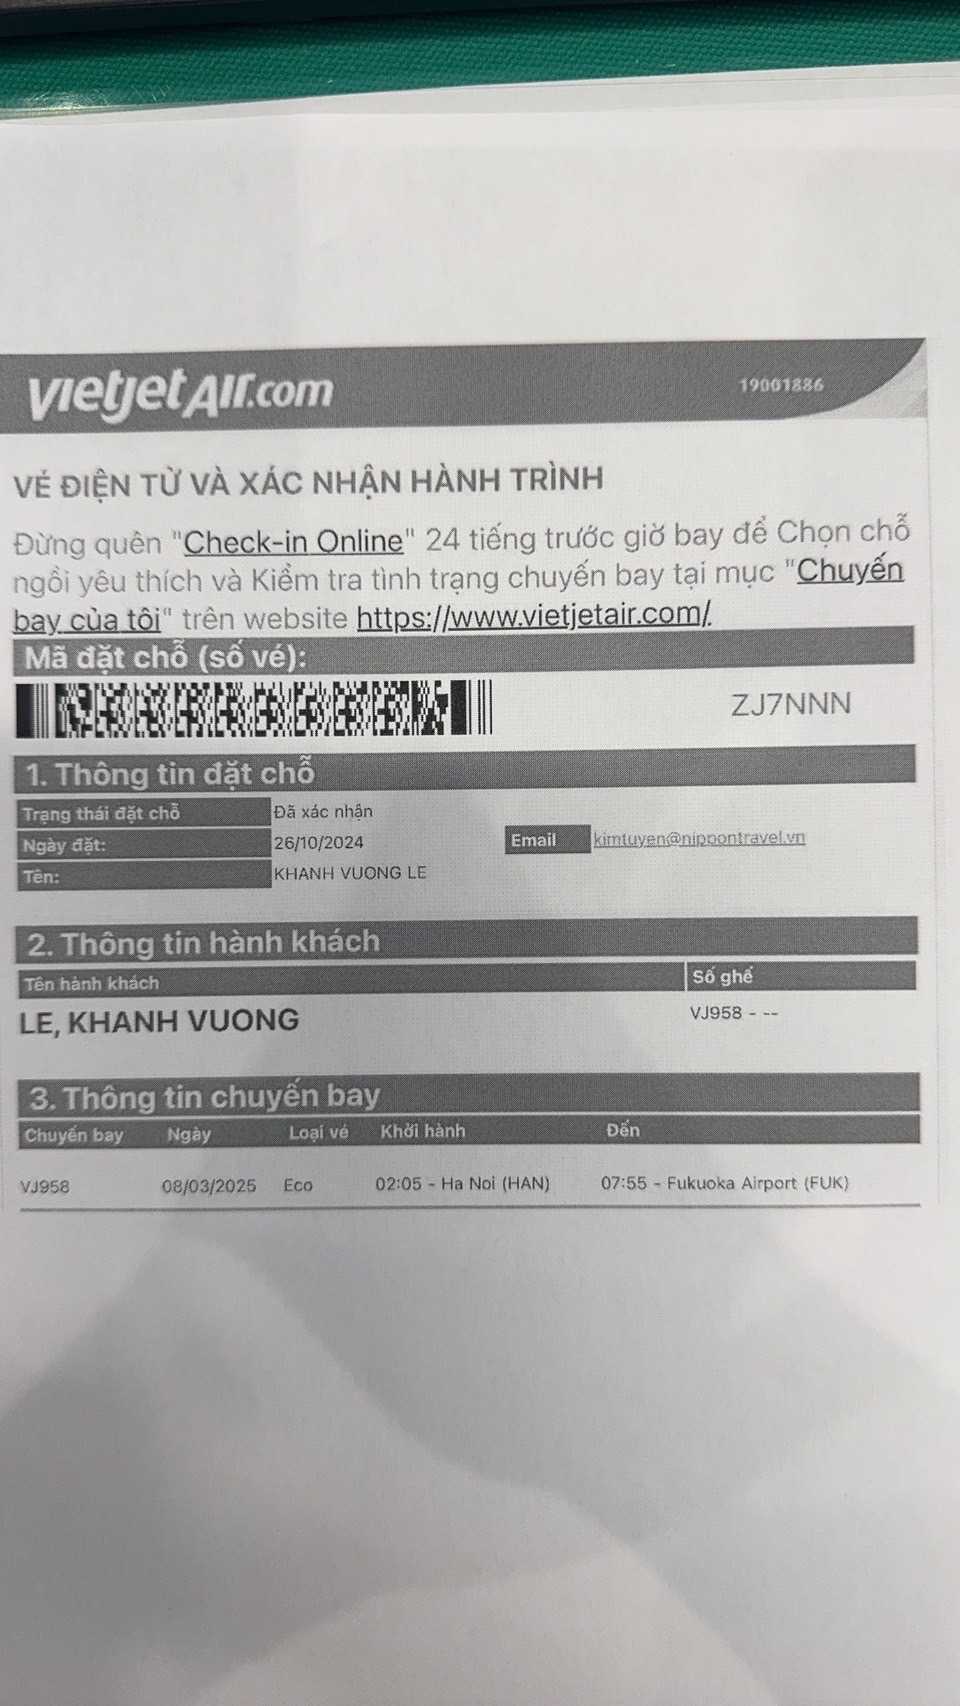 vietjetAir.com
19001886
VÉ ĐIỆN TỬ VÀ XÁC NHẬN HÀNH TRÌNH
Đừng quên "Check-in Online" 24 tiếng trước giờ bay để Chọn chỗ
ngồi yêu thích và Kiểm tra tình trạng chuyến bay tại mục "Chuyến
bay của tôi" trên website https://www.vietjetair.com/.
Mã đặt chỗ (số vé):
ZJ7NNN
1. Thông tin đặt chỗ
Trạng thái đặt chỗ Đã xác nhận
Ngày đặt: 26/10/2024 Email kimtuyen@nippontravel.vn
Tên: KHANH VUONG LE
2. Thông tin hành khách
Tên hành khách Số ghế
LE, KHANH VUONG VJ958 - --
3. Thông tin chuyến bay
Chuyến bay Ngày Loại vé Khởi hành Đến
VJ958 08/03/2025 Eco 02:05 - Ha Noi (HAN) 07:55 - Fukuoka Airport (FUK)